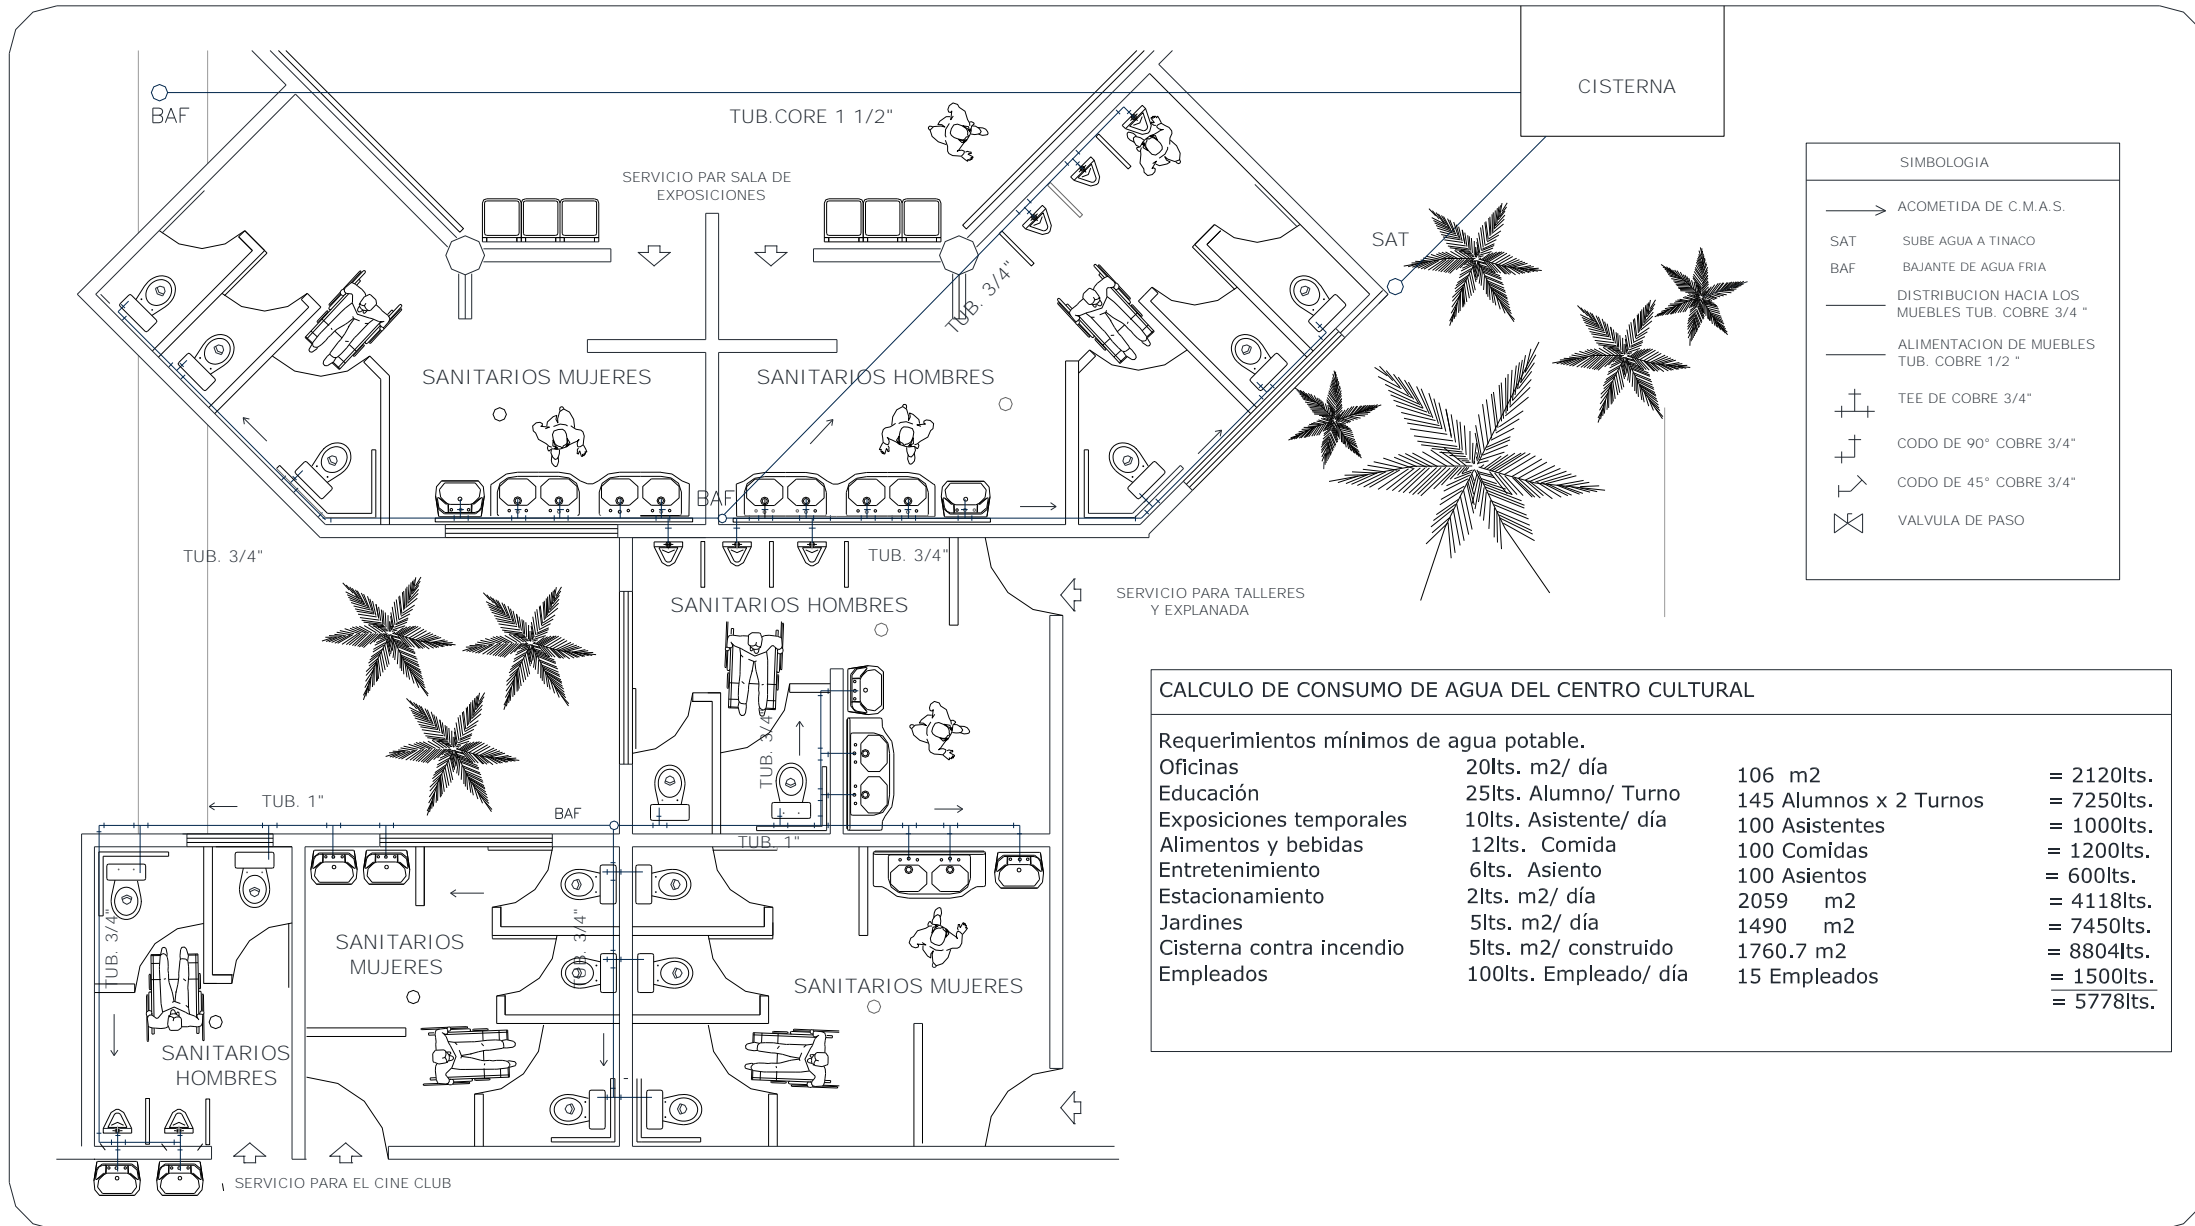 CISTERNA
BAF
TUB.CORE 1 1/2"
SERVICIO PAR SALA DE
EXPOSICIONES
SAT
TUB. 3/4"
SANITARIOS MUJERES
SANITARIOS HOMBRES
BAF
TUB. 3/4"
TUB. 3/4"
SANITARIOS HOMBRES
SERVICIO PARA TALLERES
Y EXPLANADA
TUB. 3/4"
TUB. 1"
BAF
TUB. 1"
TUB. 3/4"
TUB. 3/4"
SANITARIOS
MUJERES
SANITARIOS MUJERES
SANITARIOS
HOMBRES
SERVICIO PARA EL CINE CLUB
SIMBOLOGIA
ACOMETIDA DE C.M.A.S.
SAT SUBE AGUA A TINACO
BAF BAJANTE DE AGUA FRIA
DISTRIBUCION HACIA LOS
MUEBLES TUB. COBRE 3/4 "
ALIMENTACION DE MUEBLES
TUB. COBRE 1/2 "
TEE DE COBRE 3/4"
CODO DE 90° COBRE 3/4"
CODO DE 45° COBRE 3/4"
VALVULA DE PASO
CALCULO DE CONSUMO DE AGUA DEL CENTRO CULTURAL
Requerimientos mínimos de agua potable.
Oficinas 20lts. m2/ día 106 m2 = 2120lts.
Educación 25lts. Alumno/ Turno 145 Alumnos x 2 Turnos = 7250lts.
Exposiciones temporales 10lts. Asistente/ día 100 Asistentes = 1000lts.
Alimentos y bebidas 12lts. Comida 100 Comidas = 1200lts.
Entretenimiento 6lts. Asiento 100 Asientos = 600lts.
Estacionamiento 2lts. m2/ día 2059 m2 = 4118lts.
Jardines 5lts. m2/ día 1490 m2 = 7450lts.
Cisterna contra incendio 5lts. m2/ construido 1760.7 m2 = 8804lts.
Empleados 100lts. Empleado/ día 15 Empleados = 1500lts.
= 5778lts.